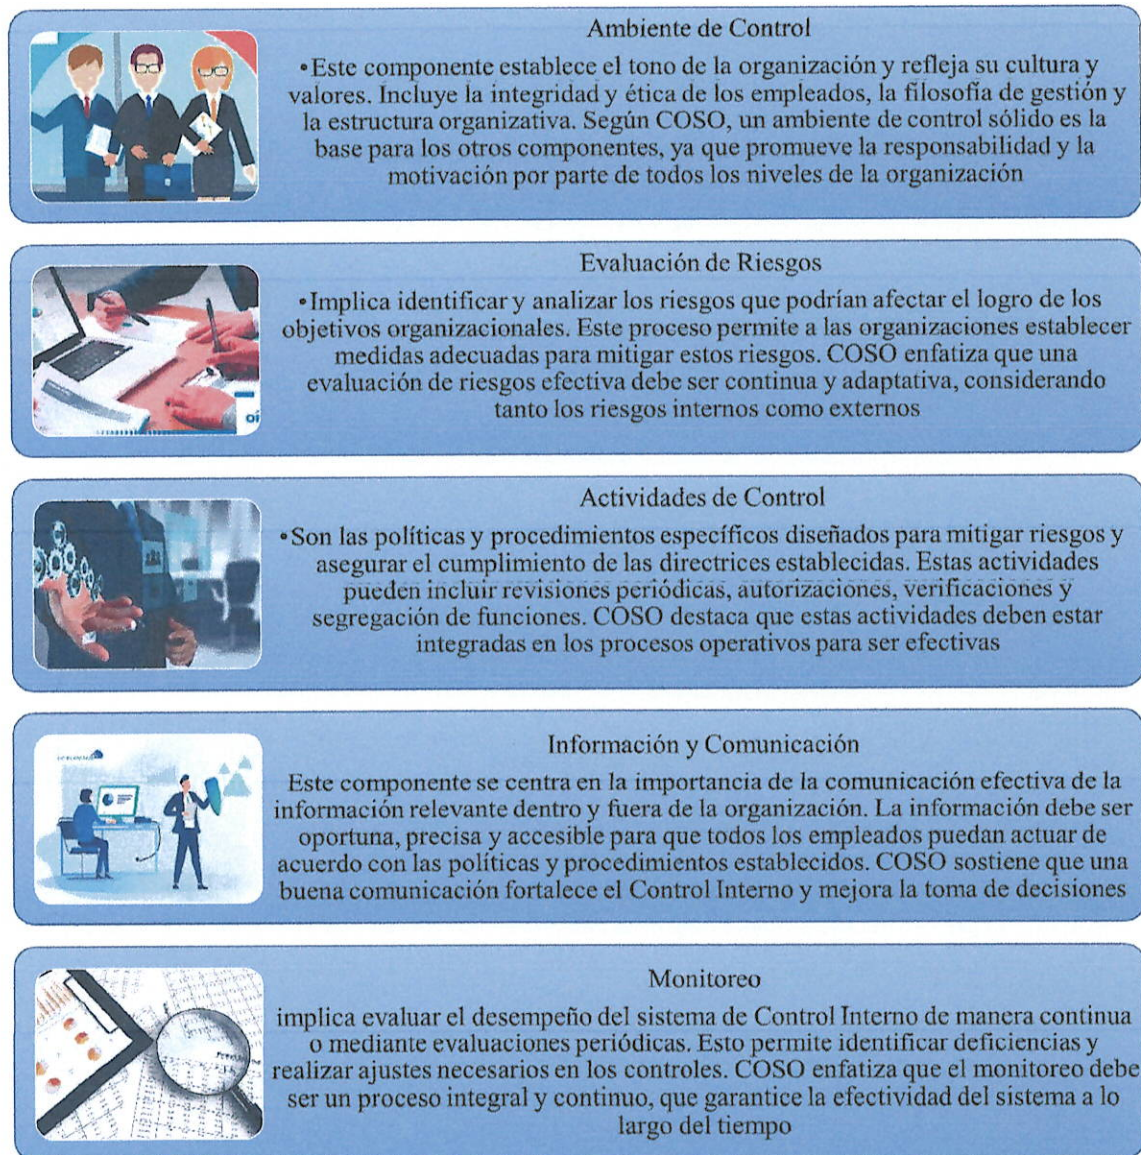 Ambiente de Control
•Este componente establece el tono de la organización y refleja su cultura y
valores. Incluye la integridad y ética de los empleados, la filosofía de gestión y
la estructura organizativa. Según COSO, un ambiente de control sólido es la
base para los otros componentes, ya que promueve la responsabilidad y la
motivación por parte de todos los niveles de la organización
Evaluación de Riesgos
•Implica identificar y analizar los riesgos que podrían afectar el logro de los
objetivos organizacionales. Este proceso permite a las organizaciones establecer
medidas adecuadas para mitigar estos riesgos. COSO enfatiza que una
evaluación de riesgos efectiva debe ser continua y adaptativa, considerando
tanto los riesgos internos como externos
Actividades de Control
•Son las políticas y procedimientos específicos diseñados para mitigar riesgos y
asegurar el cumplimiento de las directrices establecidas. Estas actividades
pueden incluir revisiones periódicas, autorizaciones, verificaciones y
segregación de funciones. COSO destaca que estas actividades deben estar
integradas en los procesos operativos para ser efectivas
Información y Comunicación
Este componente se centra en la importancia de la comunicación efectiva de la
información relevante dentro y fuera de la organización. La información debe ser
oportuna, precisa y accesible para que todos los empleados puedan actuar de
acuerdo con las políticas y procedimientos establecidos. COSO sostiene que una
buena comunicación fortalece el Control Interno y mejora la toma de decisiones
Monitoreo
implica evaluar el desempeño del sistema de Control Interno de manera continua
o mediante evaluaciones periódicas. Esto permite identificar deficiencias y
realizar ajustes necesarios en los controles. COSO enfatiza que el monitoreo debe
ser un proceso integral y continuo, que garantice la efectividad del sistema a lo
largo del tiempo